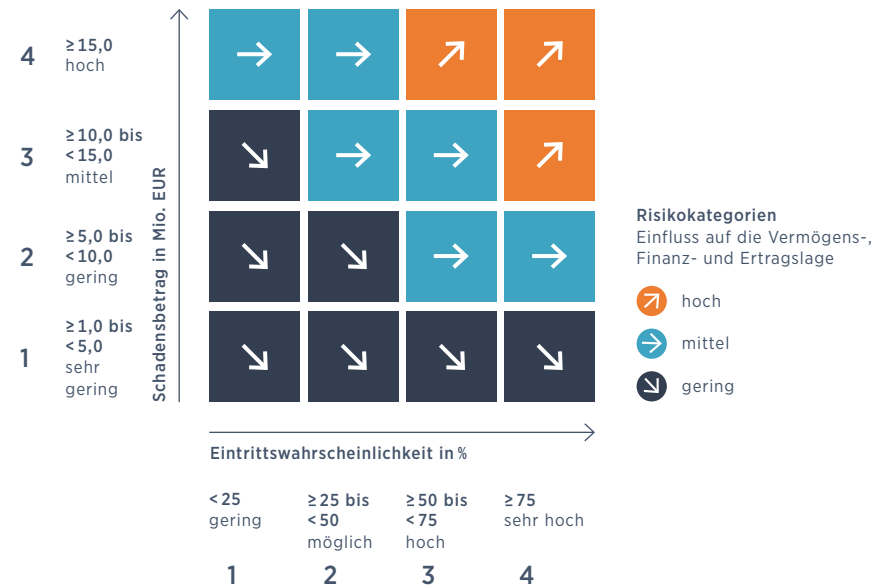 4
≥ 15,0
hoch
3
≥ 10,0 bis
< 15,0
mittel
2
≥ 5,0 bis
< 10,0
gering
1
≥ 1,0 bis
< 5,0
sehr
gering
Schadensbetrag in Mio. EUR
Eintrittswahrscheinlichkeit in %
< 25
gering
1
≥ 25 bis
< 50
möglich
2
≥ 50 bis
< 75
hoch
3
≥ 75
sehr hoch
4
Risikokategorien
Einfluss auf die Vermögens-,
Finanz- und Ertragslage
hoch
mittel
gering